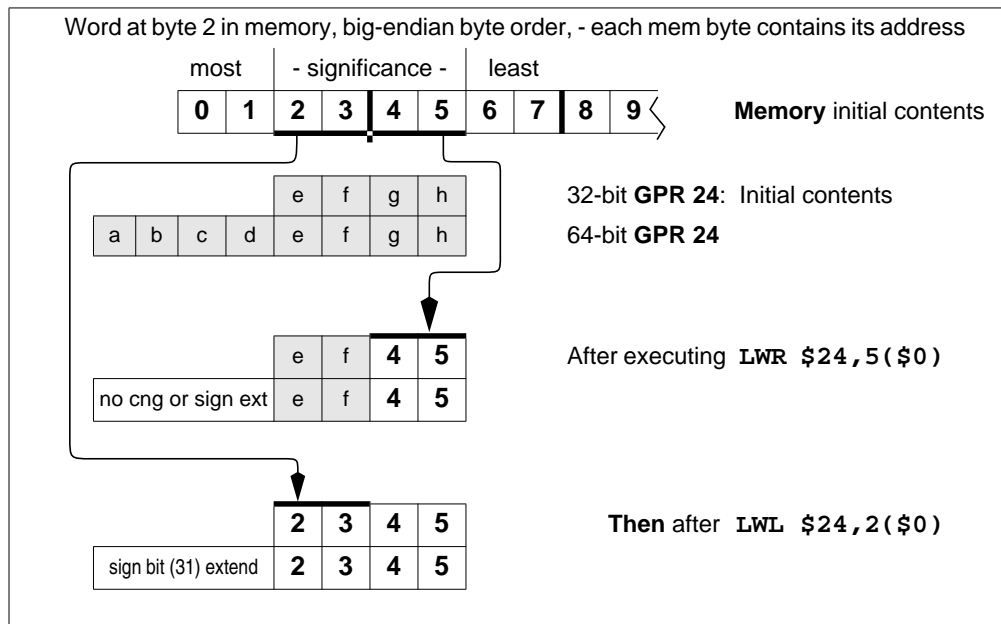 Word at byte 2 in memory, big-endian byte order, - each mem byte contains its address
most - significance - least
0 1 2 3 4 5 6 7 8 9 Memory initial contents
e f g h 32-bit GPR 24: Initial contents
a b c d e f g h 64-bit GPR 24
e f 4 5 After executing LWR $24,5($0)
no cng or sign ext e f 4 5
2 3 4 5 Then after LWL $24,2($0)
sign bit (31) extend 2 3 4 5